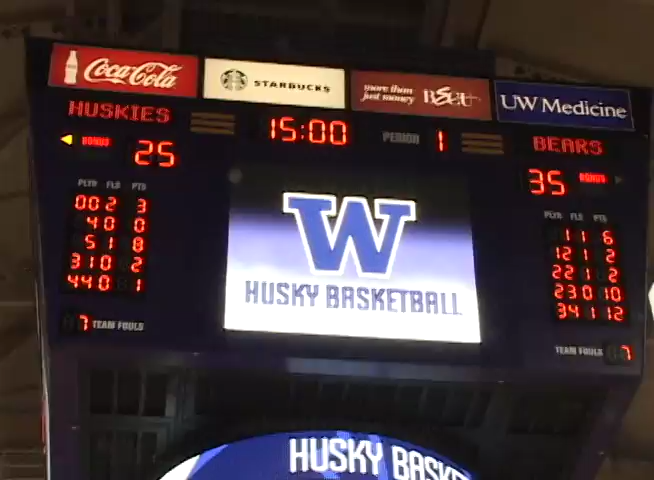 Coca-Cola
STARBUCKS
more than just money
BECU
UW Medicine
HUSKIES
15:00
PERIOD 1
BEARS
BONUS
25
35
BONUS
PLYR FLS PTS
00 2 3
4 0 0
5 1 8
31 0 2
44 0 1
7 TEAM FOULS
W
HUSKY BASKETBALL
PLYR FLS PTS
1 1 6
12 1 2
22 1 2
23 0 10
34 1 12
TEAM FOULS 7
HUSKY BASKE